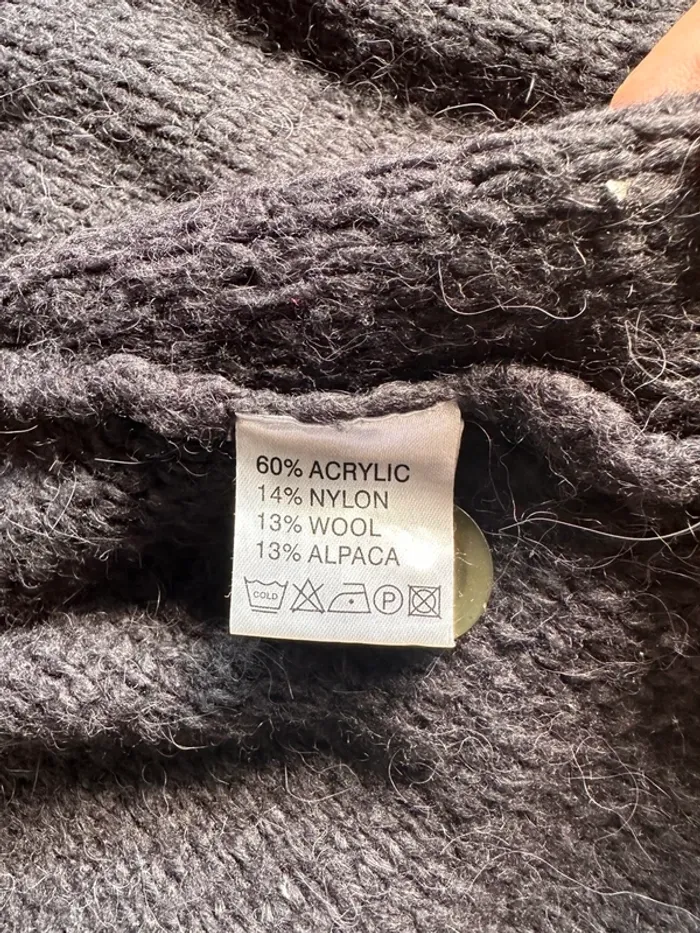 60% ACRYLIC
14% NYLON
13% WOOL
13% ALPACA
COLD P